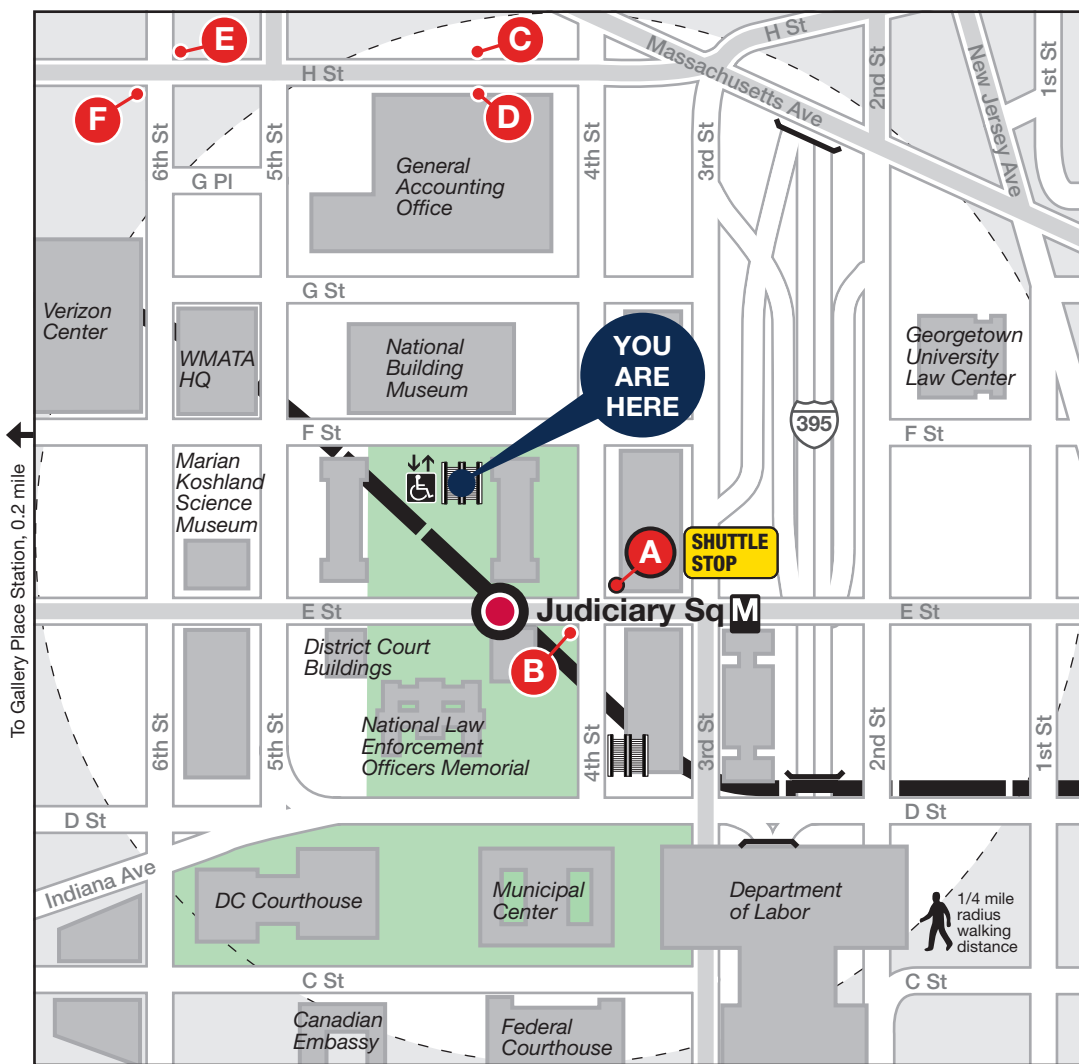 E
C
H St
H St
Massachusetts Ave
2nd St
New Jersey Ave
1st St
F
D
6th St
5th St
4th St
3rd St
G Pl
General
Accounting
Office
G St
Verizon
Center
WMATA
HQ
National
Building
Museum
YOU
ARE
HERE
395
Georgetown
University
Law Center
F St
F St
Marian
Koshland
Science
Museum
A
SHUTTLE
STOP
To Gallery Place Station, 0.2 mile
E St
Judiciary Sq M
E St
District Court
Buildings
B
National Law
Enforcement
Officers Memorial
6th St
5th St
4th St
3rd St
2nd St
1st St
D St
D St
Indiana Ave
DC Courthouse
Municipal
Center
Department
of Labor
1/4 mile
radius
walking
distance
C St
C St
Canadian
Embassy
Federal
Courthouse